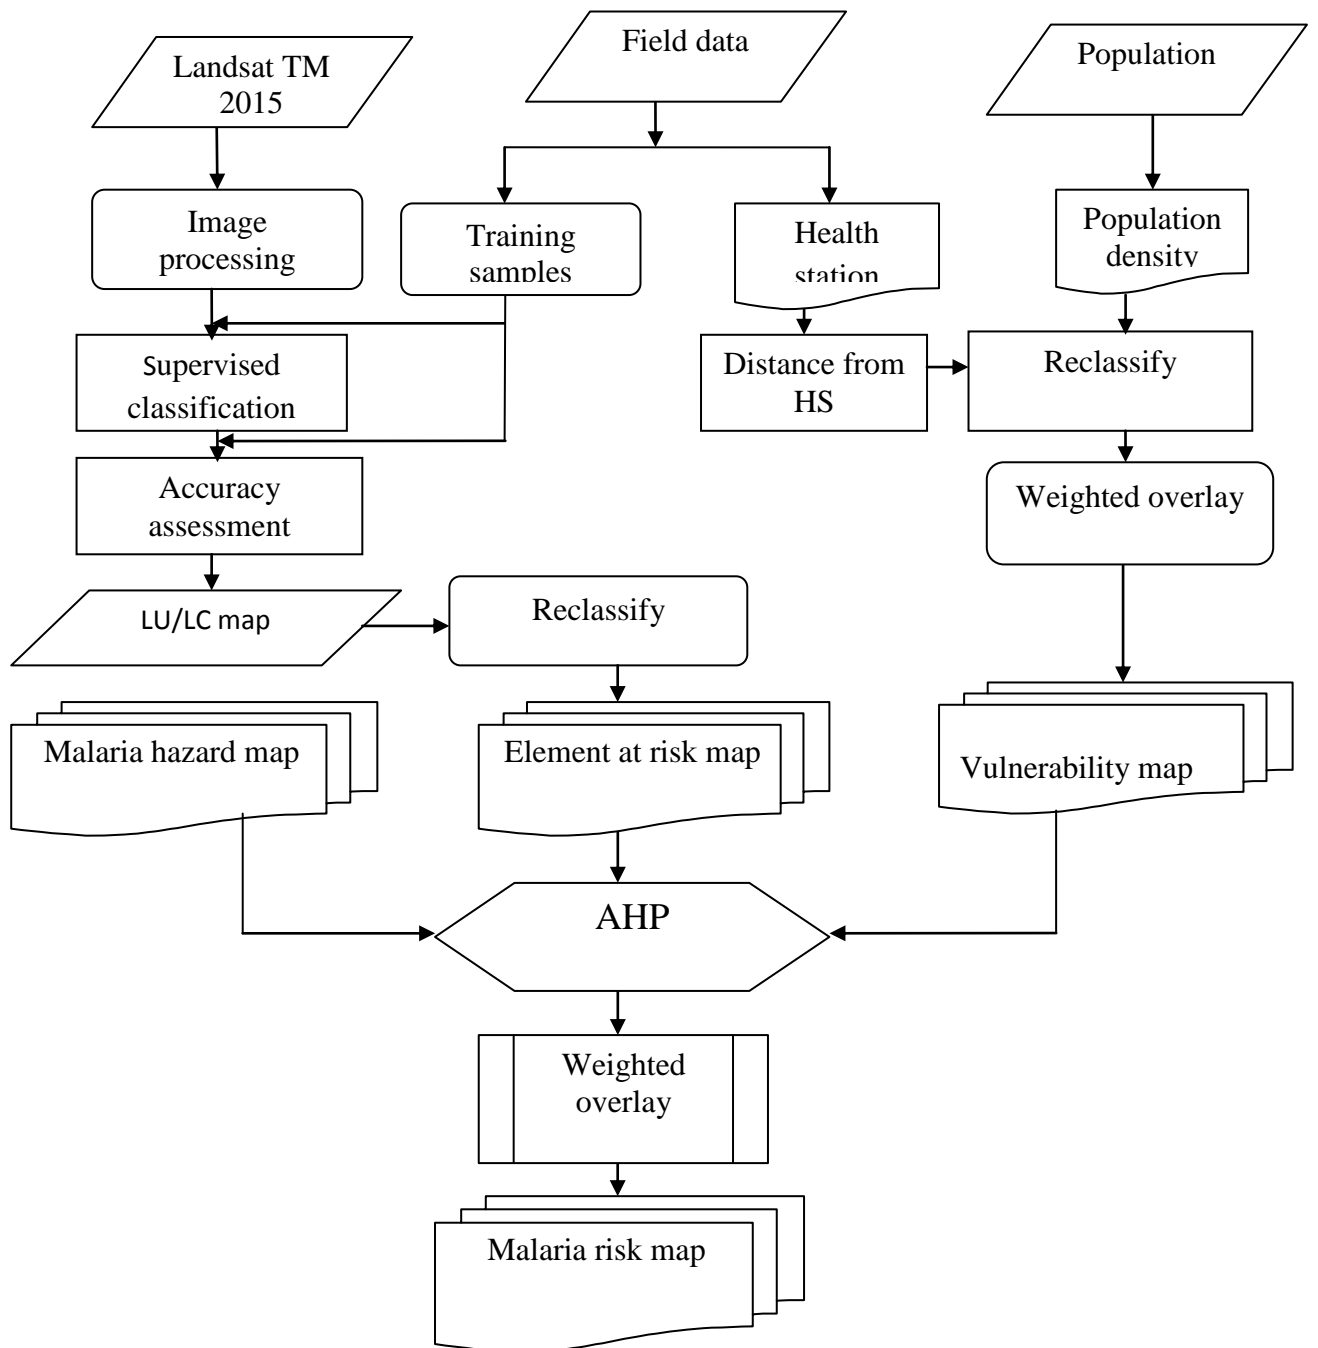 Landsat TM
2015
Field data
Population
Image
processing
Training
samples
Health
station
Population
density
Supervised
classification
Distance from
HS
Reclassify
Accuracy
assessment
Weighted overlay
LU/LC map
Reclassify
Malaria hazard map
Element at risk map
Vulnerability map
AHP
Weighted
overlay
Malaria risk map